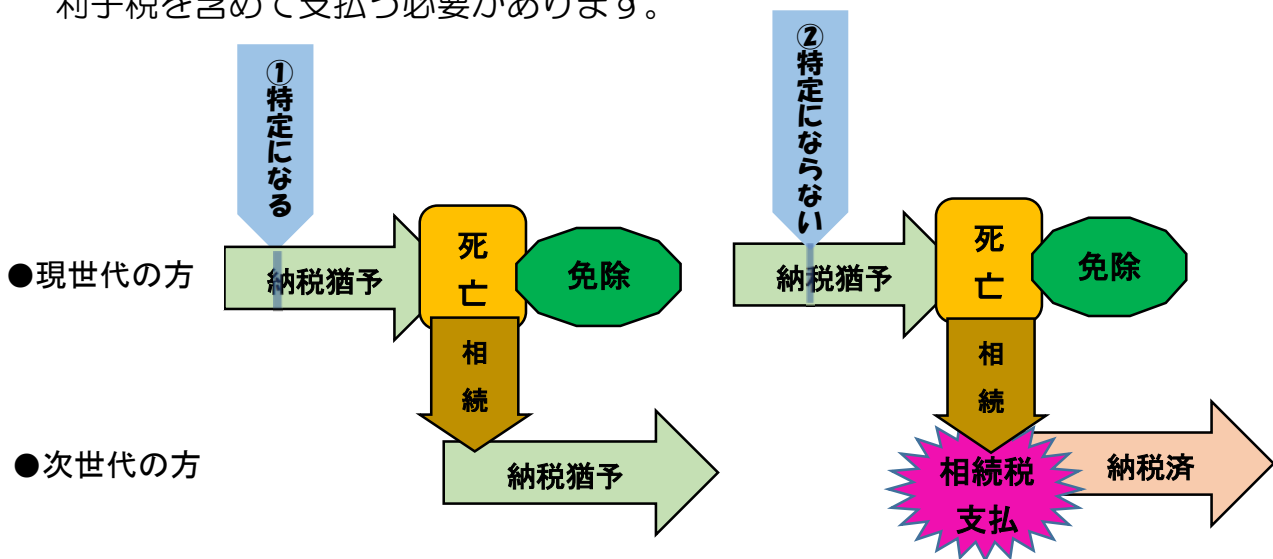 利子税を含めて支払う必要があります。
①特定になる
②特定にならない
●現世代の方
納税猶予
死亡
免除
納税猶予
死亡
免除
相続
相続
●次世代の方
納税猶予
相続税
支払
納税済